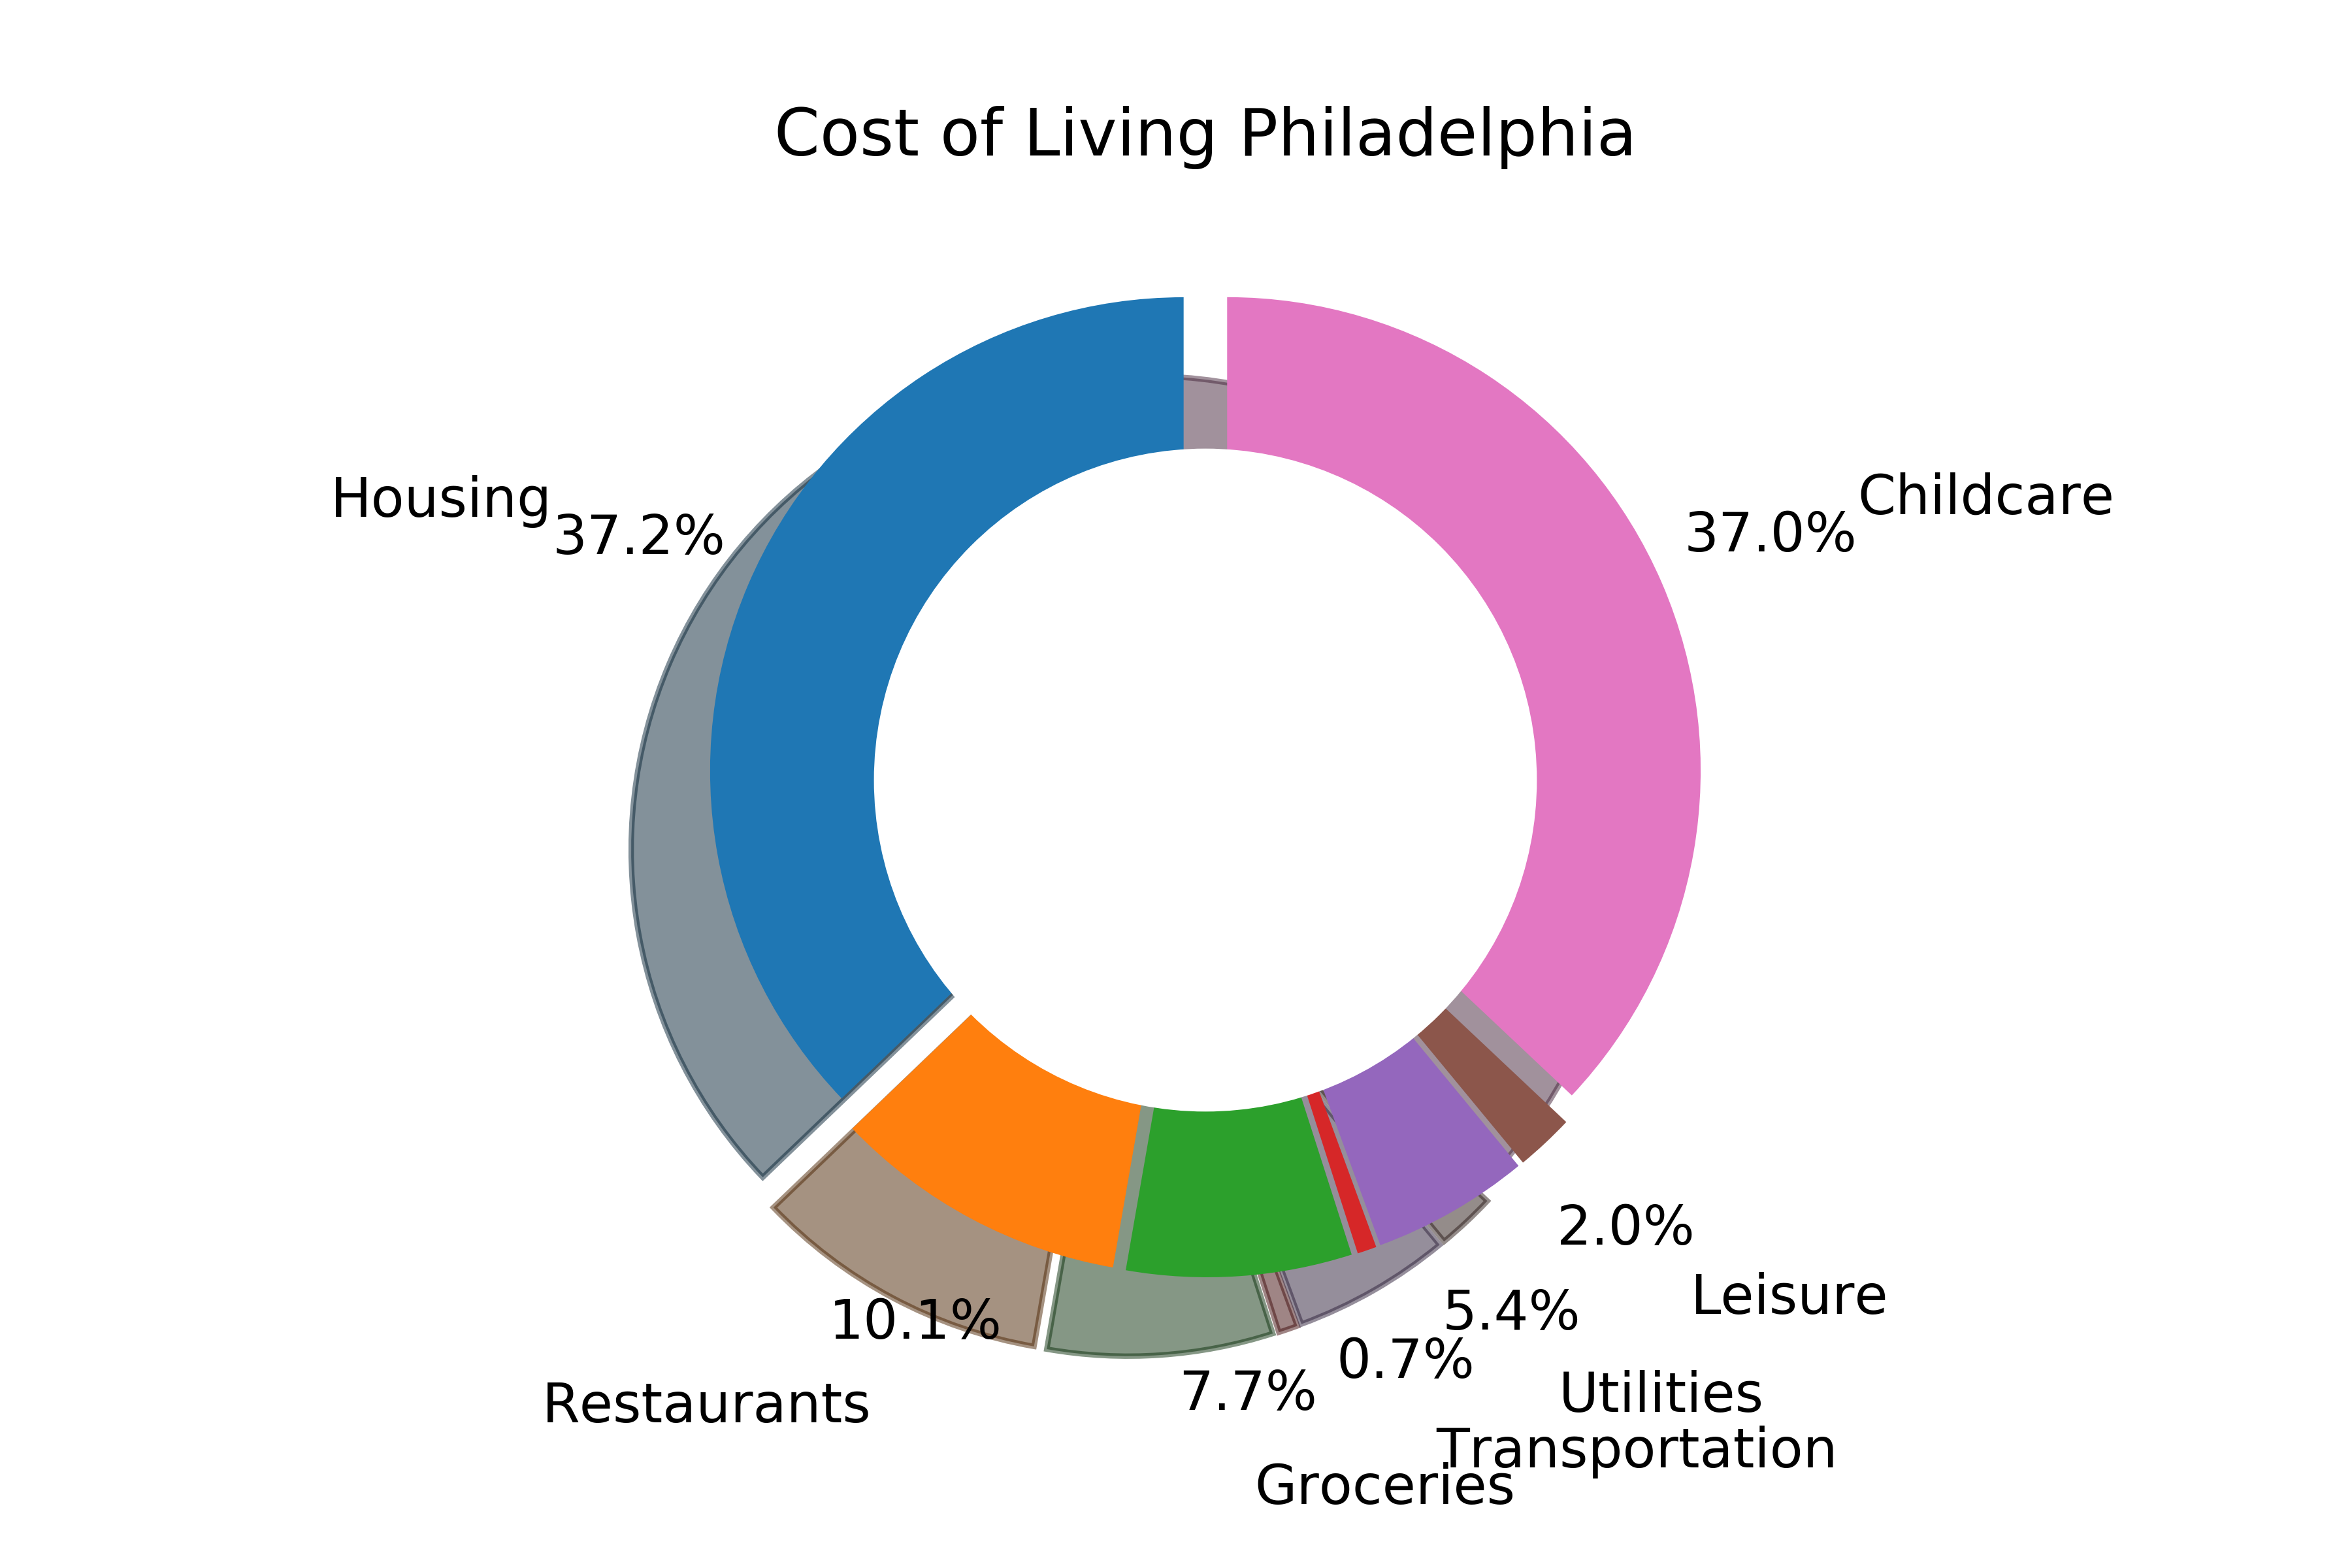 Cost of Living Philadelphia
Housing
37.2%
37.0%
Childcare
2.0%
Leisure
10.1%
5.4%
0.7%
7.7%
Restaurants
Utilities
Transportation
Groceries